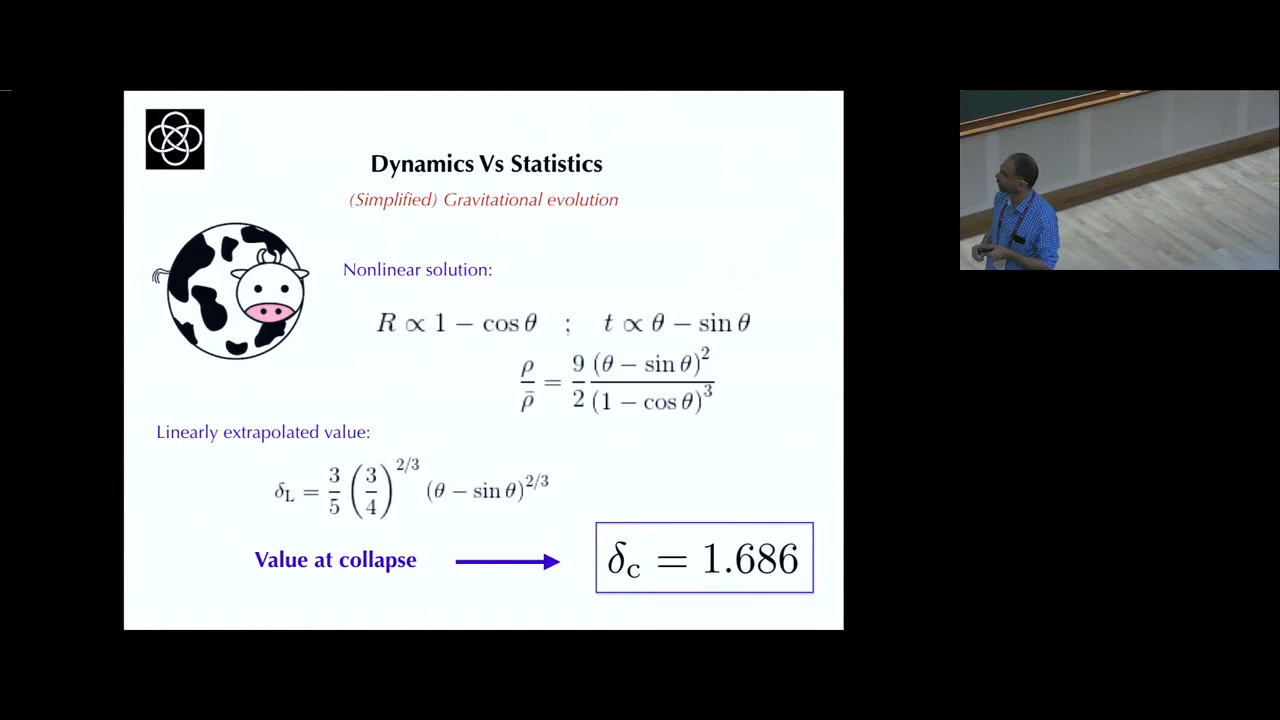 Dynamics Vs Statistics
(Simplified) Gravitational evolution
Nonlinear solution:
R ∝ 1 − cos θ ; t ∝ θ − sin θ
ρ/ρ̄ = 9/2 (θ − sin θ)²/(1 − cos θ)³
Linearly extrapolated value:
δ_L = 3/5 (3/4)^{2/3} (θ − sin θ)^{2/3}
Value at collapse
δ_c = 1.686